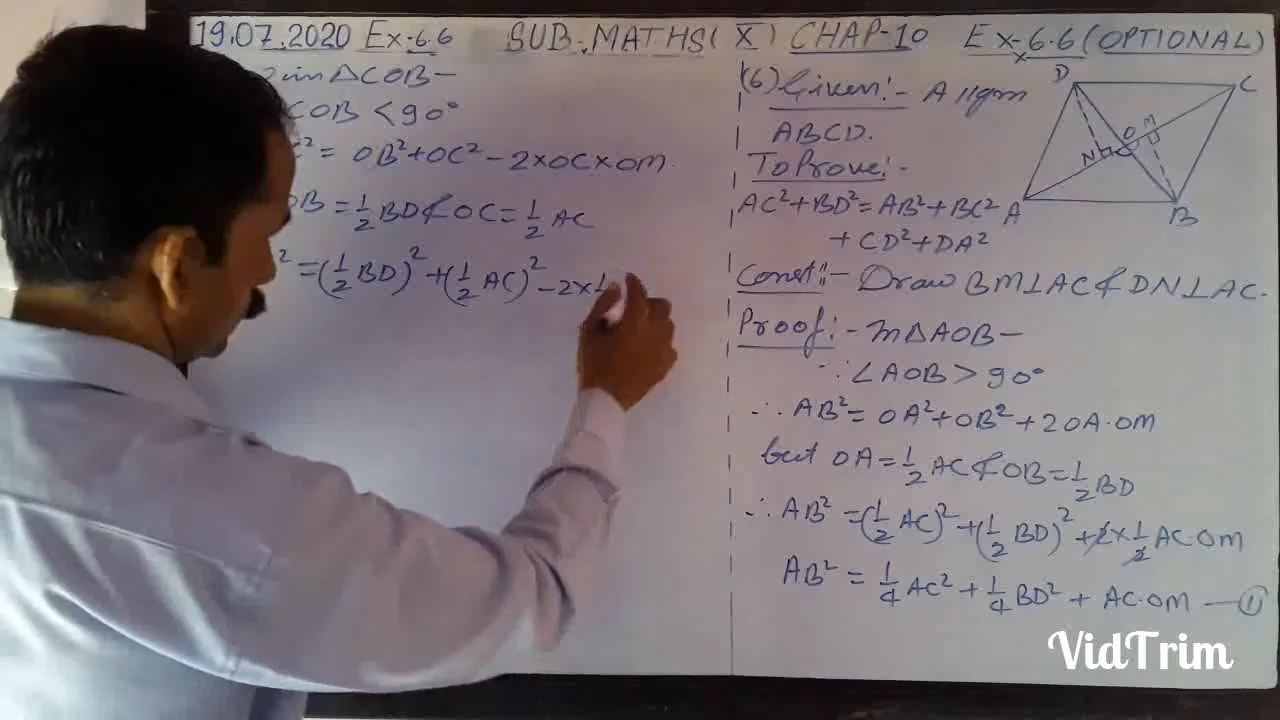 19.07.2020 Ex-6.6 SUB-MATHS( X ) CHAP-10 Ex-6.6 (OPTIONAL)
in ΔCOB-
COB < 90°
² = OB² + OC² - 2×OC×OM.
OB = 1/2 BD & OC = 1/2 AC
² = (1/2 BD)² + (1/2 AC)² - 2×1
(6) Given:- A ||gm
ABCD.
To Prove:-
AC² + BD² = AB² + BC²
+ CD² + DA²
Const:- Draw BM⊥AC & DN⊥AC.
Proof:- In ΔAOB-
∵ ∠AOB > 90°
∴ AB² = OA² + OB² + 2OA·OM
but OA = 1/2 AC & OB = 1/2 BD
∴ AB² = (1/2 AC)² + (1/2 BD)² + 2×1/2 AC·OM
AB² = 1/4 AC² + 1/4 BD² + AC·OM — ①
D C
O M
N
A B
VidTrim